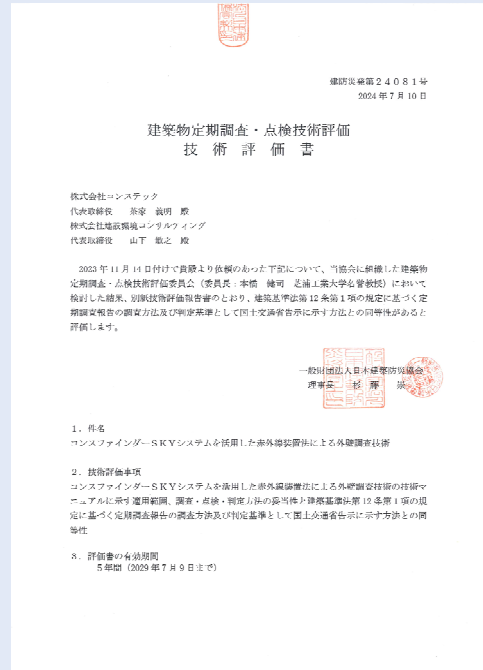 建防災発第24081号
2024年7月10日
建築物定期調査・点検技術評価
技術評価書
株式会社コンステック
代表取締役　茶家　義明　殿
株式会社建設環境コンサルティング
代表取締役　山下　敏之　殿
2023年11月14日付けで貴殿より依頼のあった下記について、当協会に組織した建築物
定期調査・点検技術評価委員会（委員長：本橋　健司　芝浦工業大学名誉教授）において
検討した結果、別紙技術評価報告書のとおり、建築基準法第12条第1項の規定に基づく定
期調査報告の調査方法及び判定基準として国土交通省告示に示す方法との同等性があると
評価します。
一般財団法人日本建築防災協会
理事長　杉　藤　崇
1．件名
コンスファインダーSKYシステムを活用した赤外線装置法による外壁調査技術
2．技術評価事項
コンスファインダーSKYシステムを活用した赤外線装置法による外壁調査技術の技術マ
ニュアルに示す適用範囲、調査・点検・判定方法の妥当性と建築基準法第12条第1項の規
定に基づく定期調査報告の調査方法及び判定基準として国土交通省告示に示す方法との同
等性
3．評価書の有効期間
5年間（2029年7月9日まで）